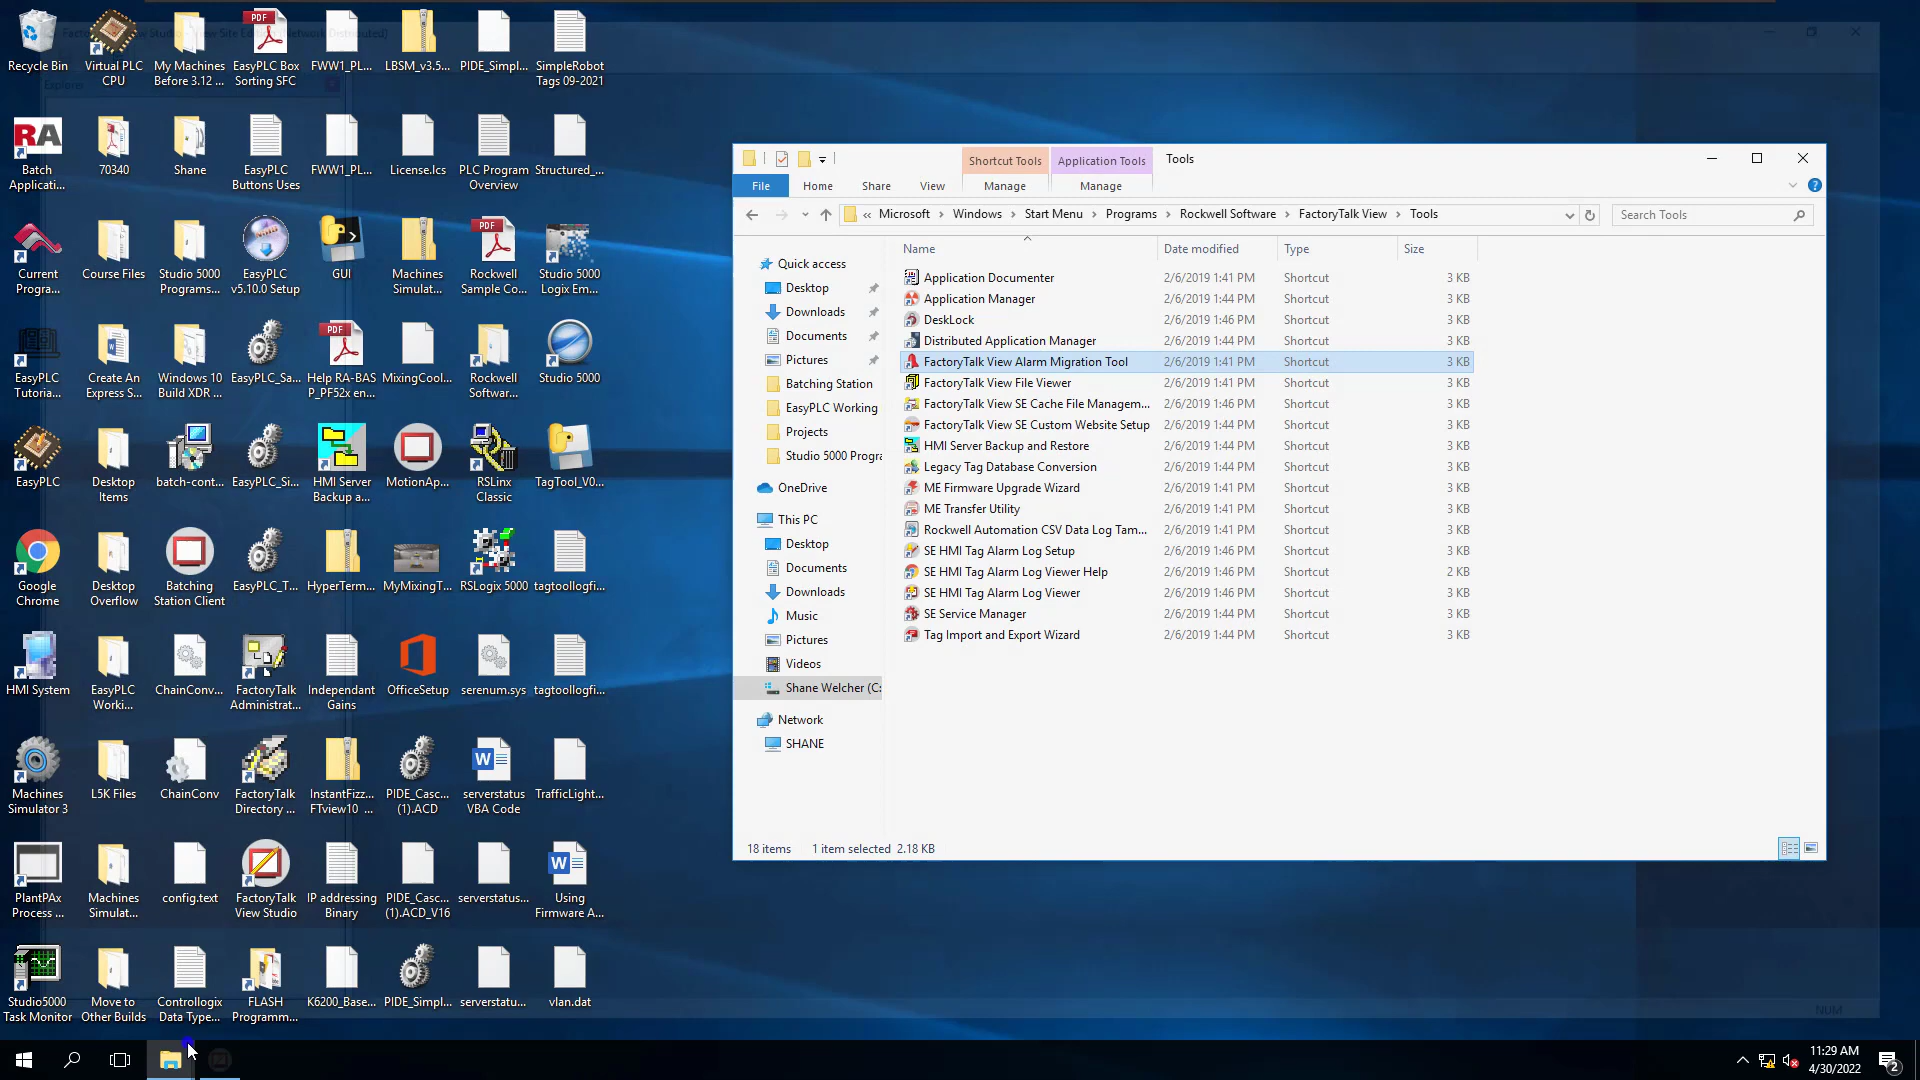 Recycle Bin
Virtual PLC
CPU
My Machines
Before 3.12 ...
PDF
EasyPLC Box
Sorting SFC
FWW1_PL...
LBSM_v3.5...
PIDE_Simpl...
SimpleRobot
Tags 09-2021
Explorer
RA
Batch
Applicati...
70340
Shane
EasyPLC
Buttons Uses
FWW1_PL...
License.lcs
PLC Program
Overview
Structured_...
Current
Progra...
Course Files
Studio 5000
Programs...
EasyPLC
v5.10.0 Setup
GUI
Machines
Simulat...
PDF
Rockwell
Sample Co...
Studio 5000
Logix Em...
EasyPLC
Tutoria...
Create An
Express S...
Windows 10
Build XDR ...
EasyPLC_Sa...
PDF
Help RA-BAS
P_PF52x en...
MixingCool...
Rockwell
Softwar...
Studio 5000
EasyPLC
Desktop
Items
batch-cont...
EasyPLC_Si...
HMI Server
Backup a...
MotionAp...
RSLinx
Classic
TagTool_V0...
Google
Chrome
Desktop
Overflow
Batching
Station Client
EasyPLC_T...
HyperTerm...
MyMixingT...
RSLogix 5000
tagtoollogfi...
HMI System
EasyPLC
Worki...
ChainConv...
FactoryTalk
Administrat...
Independant
Gains
OfficeSetup
serenum.sys
tagtoollogfi...
Machines
Simulator 3
L5K Files
ChainConv
FactoryTalk
Directory ...
InstantFizz...
FTview10 ...
PIDE_Casc...
(1).ACD
serverstatus
VBA Code
TrafficLight...
PlantPAx
Process ...
Machines
Simulat...
config.text
FactoryTalk
View Studio
IP addressing
Binary
PIDE_Casc...
(1).ACD_V16
serverstatus...
Using
Firmware A...
Studio5000
Task Monitor
Move to
Other Builds
Controllogix
Data Type...
FLASH
Programm...
K6200_Base...
PIDE_Simpl...
serverstatu...
vlan.dat
Shortcut Tools
Application Tools
Tools
File
Home
Share
View
Manage
Manage
« Microsoft > Windows > Start Menu > Programs > Rockwell Software > FactoryTalk View > Tools
Search Tools
Quick access
Desktop
Downloads
Documents
Pictures
Batching Station
EasyPLC Working
Projects
Studio 5000 Progra
OneDrive
This PC
Desktop
Documents
Downloads
Music
Pictures
Videos
Shane Welcher (C:
Network
SHANE
Name Date modified Type Size
Application Documenter 2/6/2019 1:41 PM Shortcut 3 KB
Application Manager 2/6/2019 1:44 PM Shortcut 3 KB
DeskLock 2/6/2019 1:46 PM Shortcut 3 KB
Distributed Application Manager 2/6/2019 1:44 PM Shortcut 3 KB
FactoryTalk View Alarm Migration Tool 2/6/2019 1:41 PM Shortcut 3 KB
FactoryTalk View File Viewer 2/6/2019 1:41 PM Shortcut 3 KB
FactoryTalk View SE Cache File Managem... 2/6/2019 1:46 PM Shortcut 3 KB
FactoryTalk View SE Custom Website Setup 2/6/2019 1:46 PM Shortcut 3 KB
HMI Server Backup and Restore 2/6/2019 1:44 PM Shortcut 3 KB
Legacy Tag Database Conversion 2/6/2019 1:44 PM Shortcut 3 KB
ME Firmware Upgrade Wizard 2/6/2019 1:41 PM Shortcut 3 KB
ME Transfer Utility 2/6/2019 1:41 PM Shortcut 3 KB
Rockwell Automation CSV Data Log Tam... 2/6/2019 1:41 PM Shortcut 3 KB
SE HMI Tag Alarm Log Setup 2/6/2019 1:46 PM Shortcut 3 KB
SE HMI Tag Alarm Log Viewer Help 2/6/2019 1:46 PM Shortcut 2 KB
SE HMI Tag Alarm Log Viewer 2/6/2019 1:46 PM Shortcut 3 KB
SE Service Manager 2/6/2019 1:44 PM Shortcut 3 KB
Tag Import and Export Wizard 2/6/2019 1:44 PM Shortcut 3 KB
18 items
1 item selected 2.18 KB
NUM
11:29 AM
4/30/2022
2